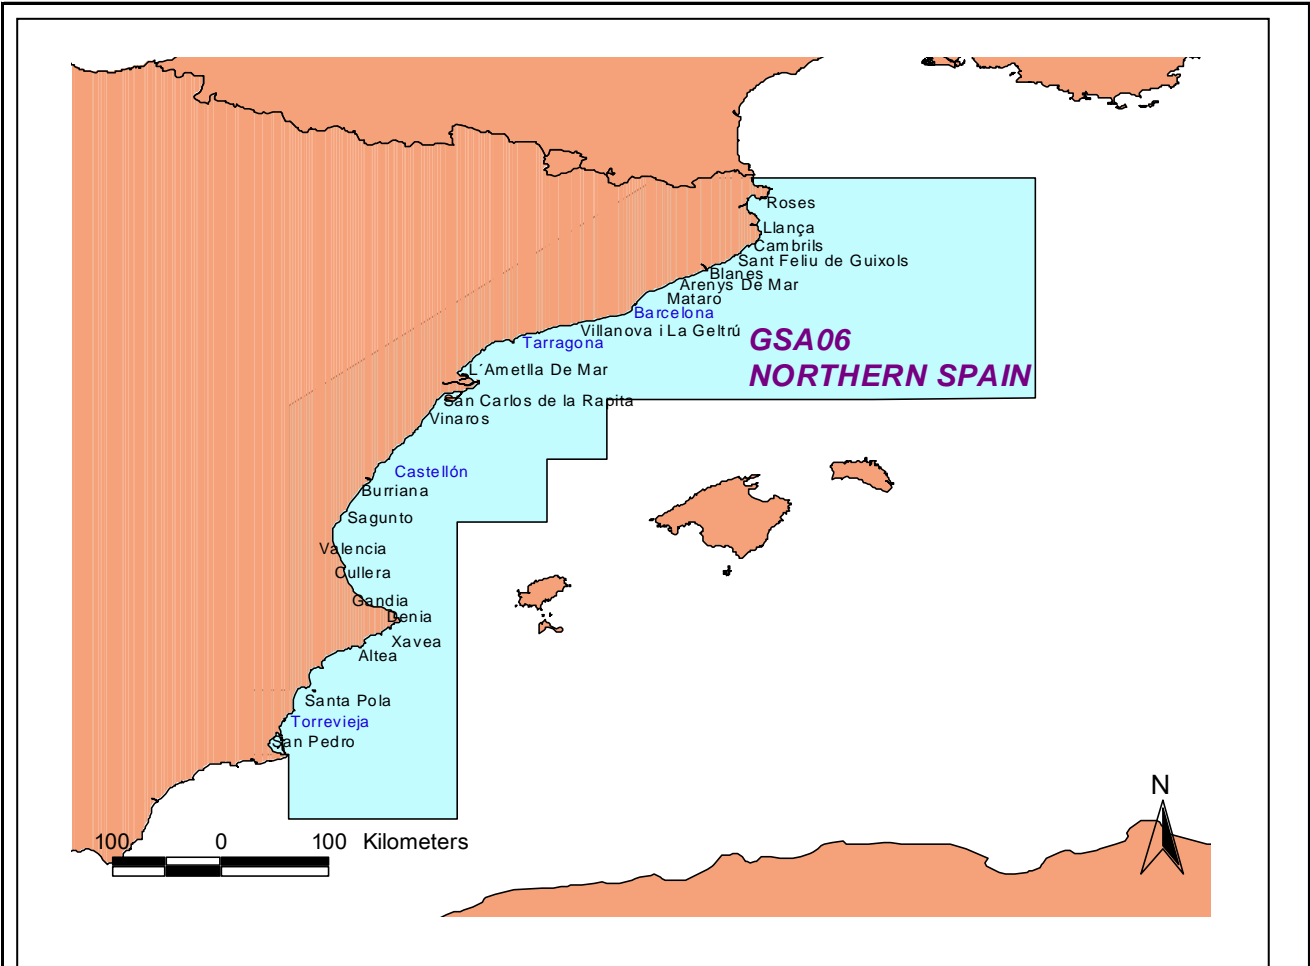 Roses
Llança
Cambrils
Sant Feliu de Guixols
Blanes
Arenys De Mar
Mataro
Barcelona
Villanova i La Geltrú
Tarragona
GSA06
NORTHERN SPAIN
L´Ametlla De Mar
San Carlos de la Rapita
Vinaros
Castellón
Burriana
Sagunto
Valencia
Cullera
Gandia
Denia
Xavea
Altea
Santa Pola
Torrevieja
San Pedro
N
100 0 100 Kilometers